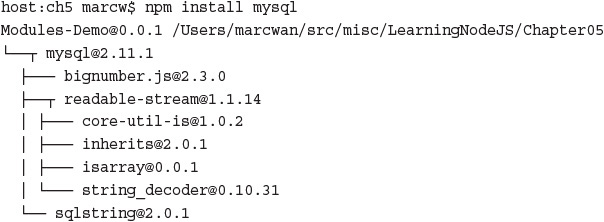 host:ch5 marcw$ npm install mysql
Modules-Demo@0.0.1 /Users/marcwan/src/misc/LearningNodeJS/Chapter05
└─┬ mysql@2.11.1
  ├── bignumber.js@2.3.0
  ├─┬ readable-stream@1.1.14
  │ ├── core-util-is@1.0.2
  │ ├── inherits@2.0.1
  │ ├── isarray@0.0.1
  │ └── string_decoder@0.10.31
  └── sqlstring@2.0.1